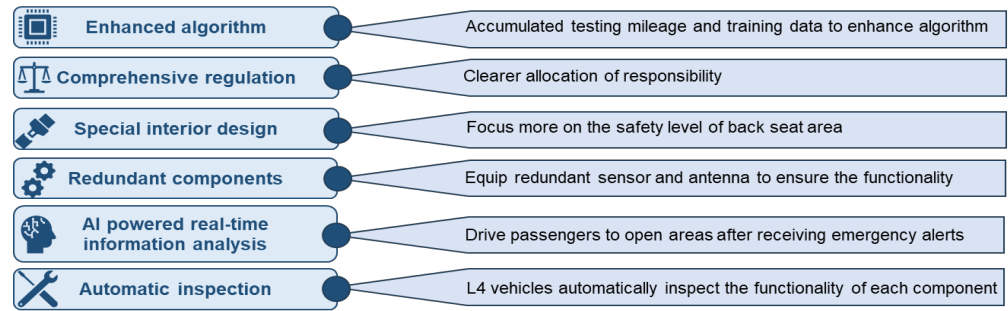 Enhanced algorithm
Accumulated testing mileage and training data to enhance algorithm
Comprehensive regulation
Clearer allocation of responsibility
Special interior design
Focus more on the safety level of back seat area
Redundant components
Equip redundant sensor and antenna to ensure the functionality
AI powered real-time
information analysis
Drive passengers to open areas after receiving emergency alerts
Automatic inspection
L4 vehicles automatically inspect the functionality of each component